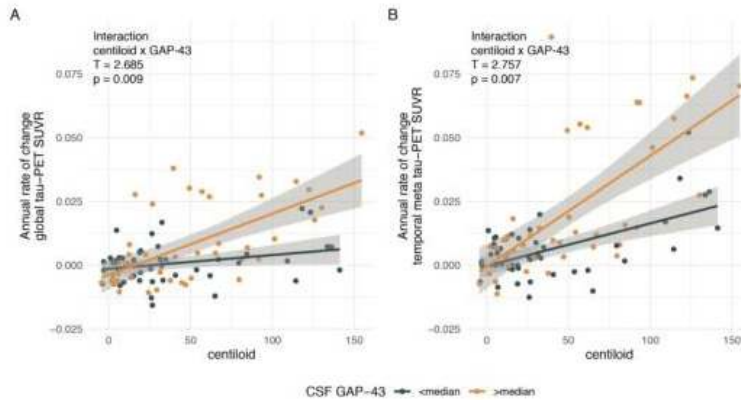 A
Interaction
centiloid x GAP-43
T = 2.685
p = 0.009
Annual rate of change
global tau-PET SUVR
0.075
0.050
0.025
0.000
-0.025
0
50
100
150
centiloid
B
Interaction
centiloid x GAP-43
T = 2.757
p = 0.007
Annual rate of change
temporal meta tau-PET SUVR
0.075
0.050
0.025
0.000
-0.025
0
50
100
150
centiloid
CSF GAP-43 <median >median